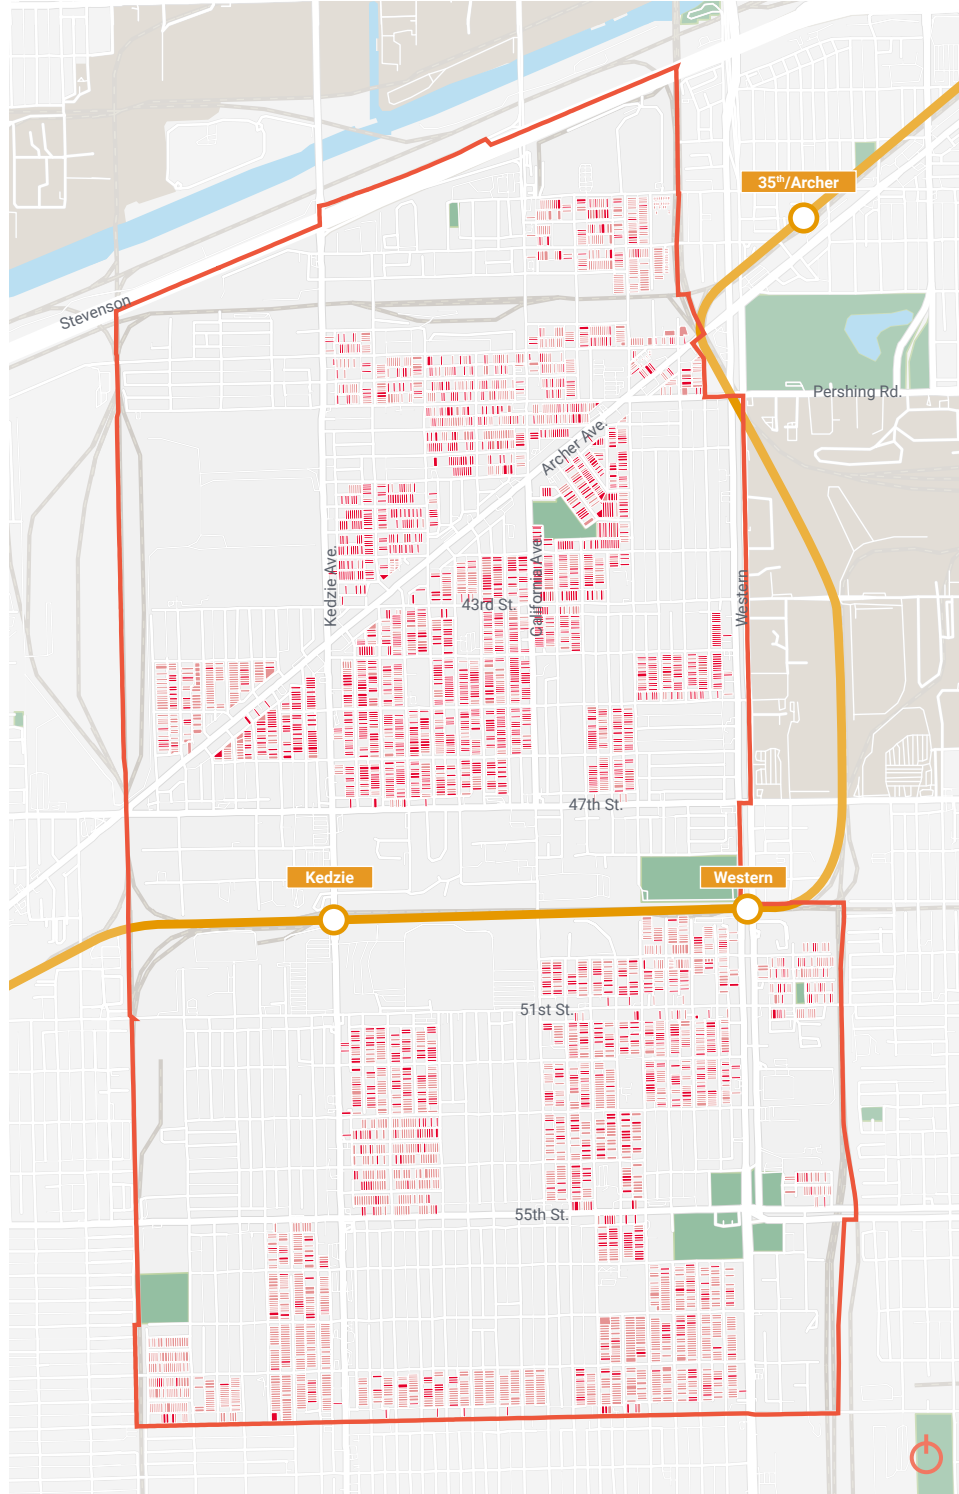 35th/Archer
Stevenson
Pershing Rd.
Archer Ave.
Kedzie Ave.
California Ave.
Western
43rd St.
47th St.
Kedzie
Western
51st St.
55th St.